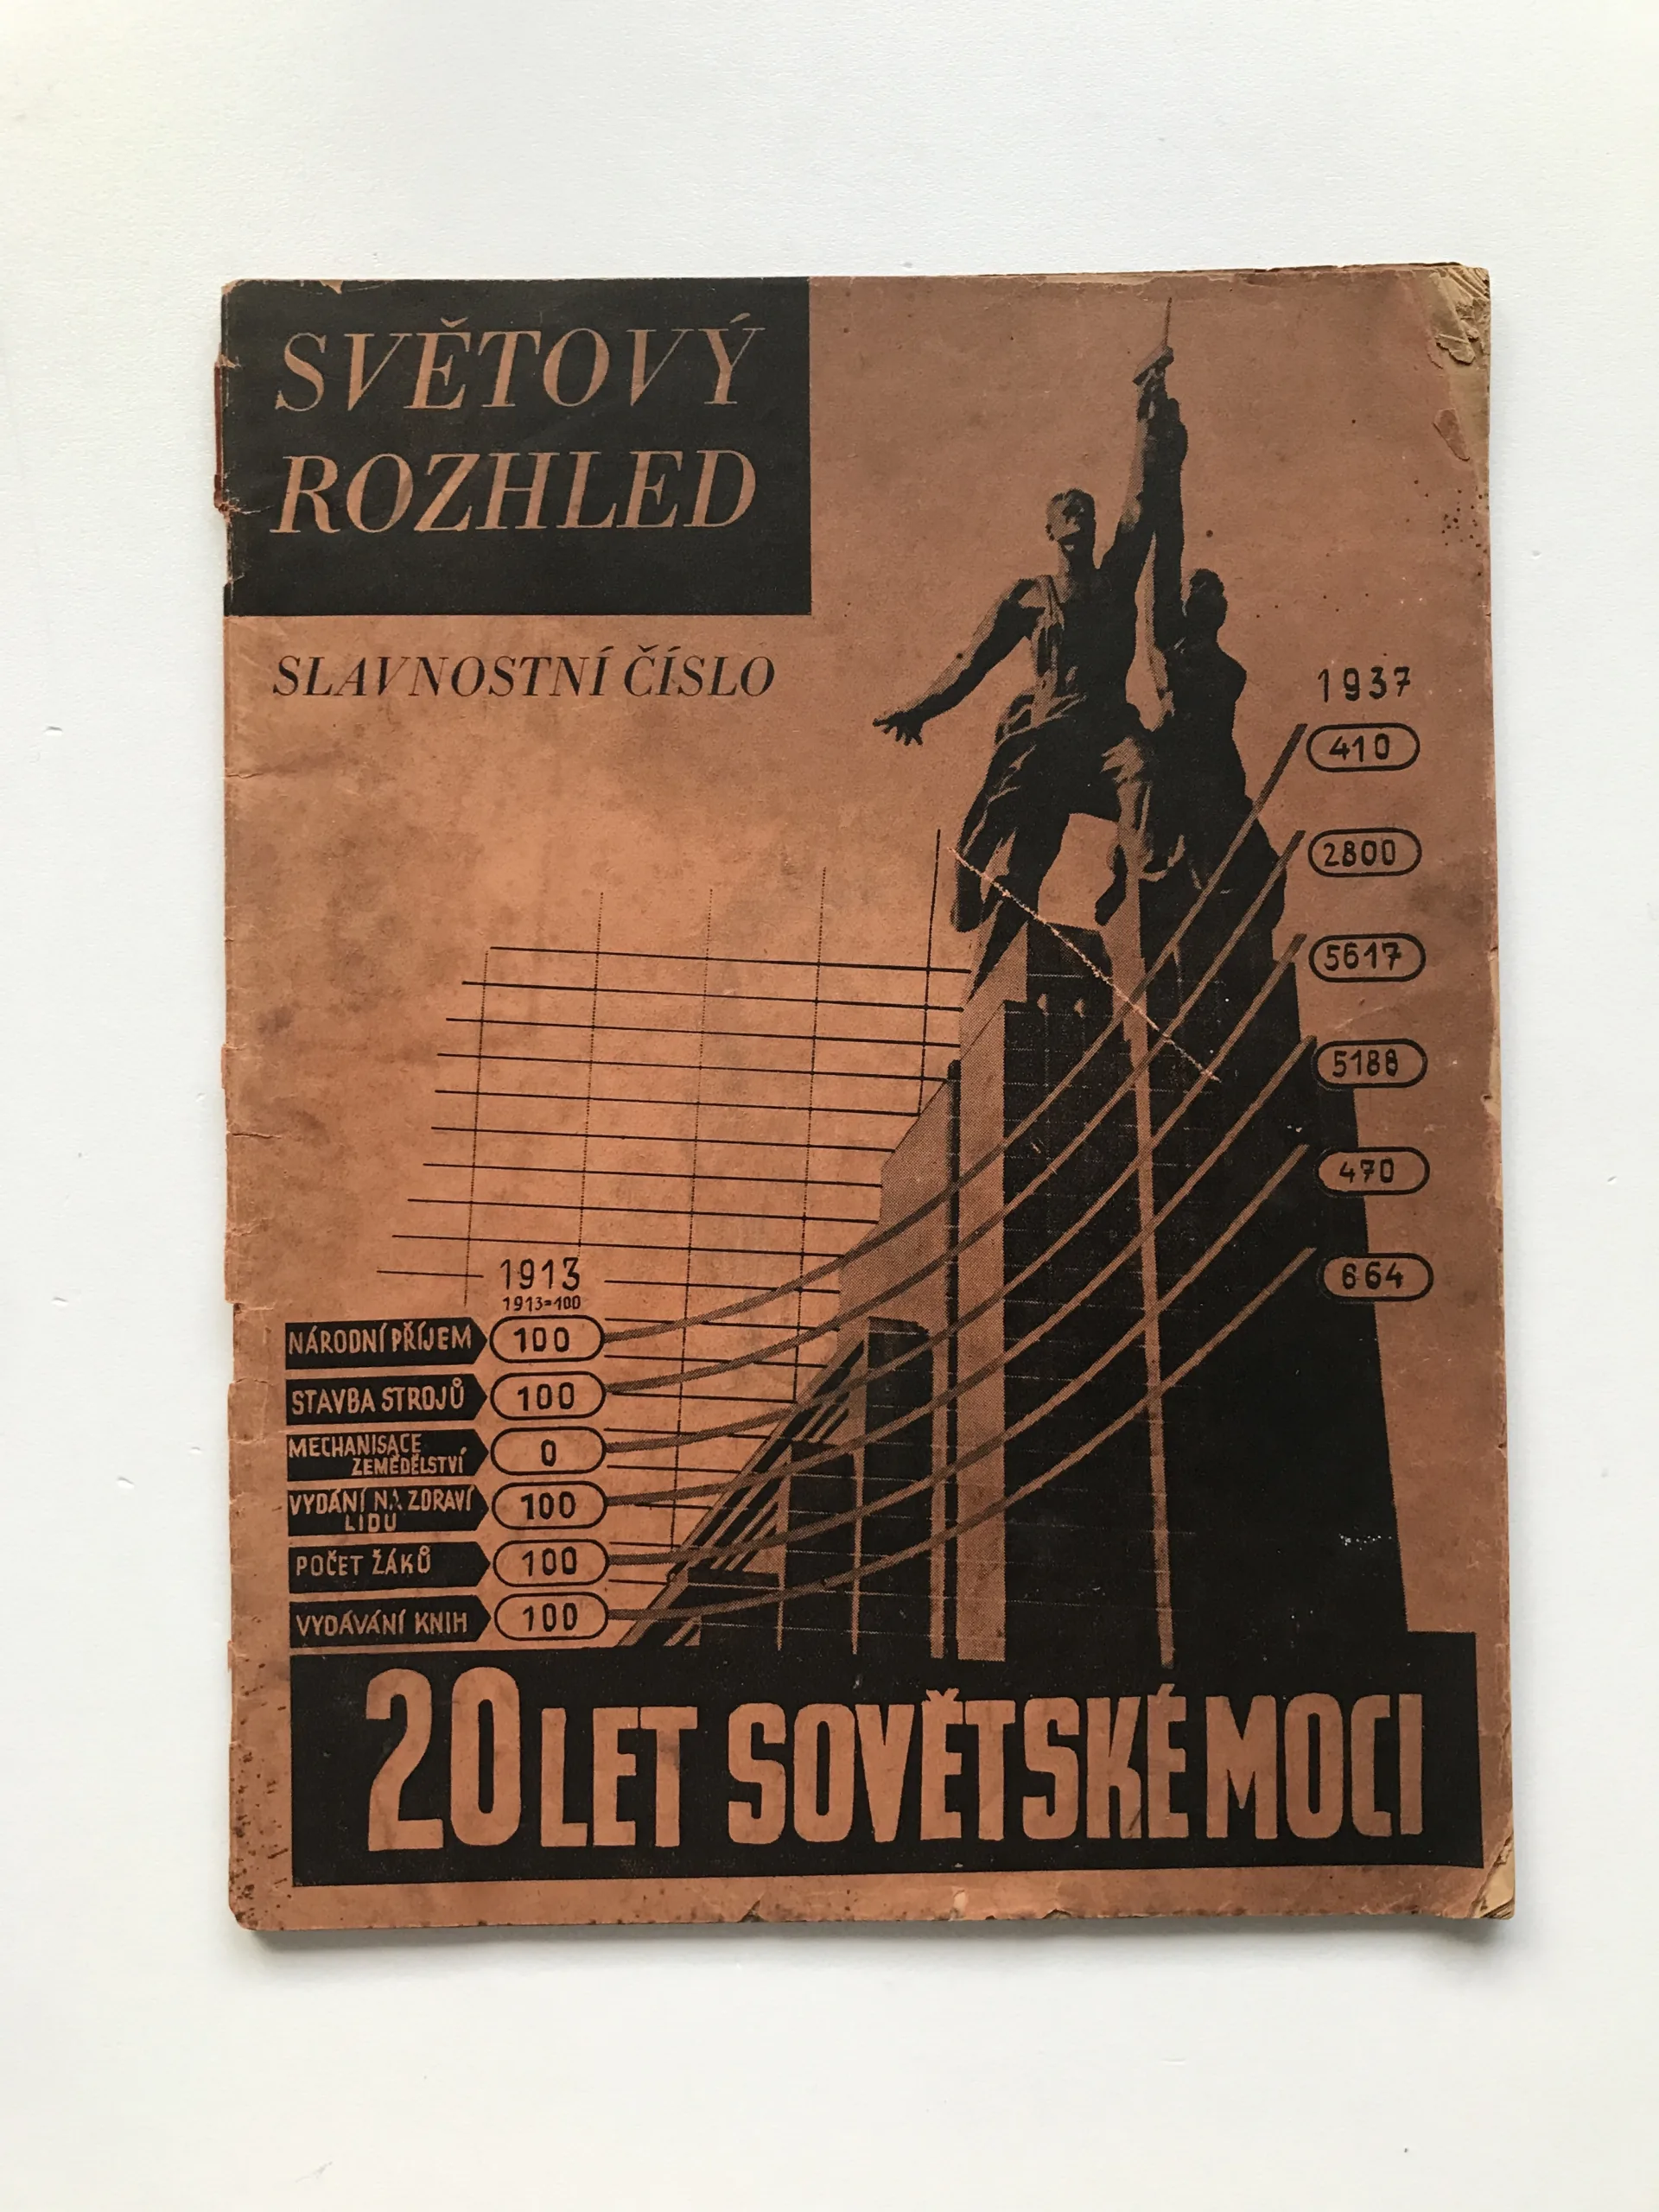 SVĚTOVÝ
ROZHLED
SLAVNOSTNÍ ČÍSLO
1937
410
2800
5617
5188
470
664
1913
1913=100
NÁRODNÍ PŘÍJEM 100
STAVBA STROJŮ 100
MECHANISACE
ZEMĚDĚLSTVÍ 0
VYDÁNÍ NA ZDRAVÍ
LIDU 100
POČET ŽÁKŮ 100
VYDÁVÁNÍ KNIH 100
20 LET SOVĚTSKÉ MOCI